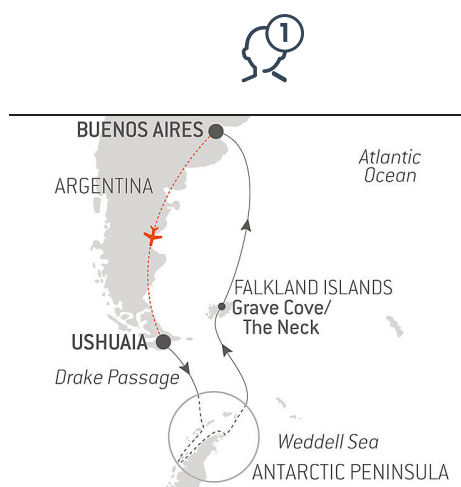 1
BUENOS AIRES
Atlantic
Ocean
ARGENTINA
FALKLAND ISLANDS
Grave Cove/
The Neck
USHUAIA
Drake Passage
Weddell Sea
ANTARCTIC PENINSULA